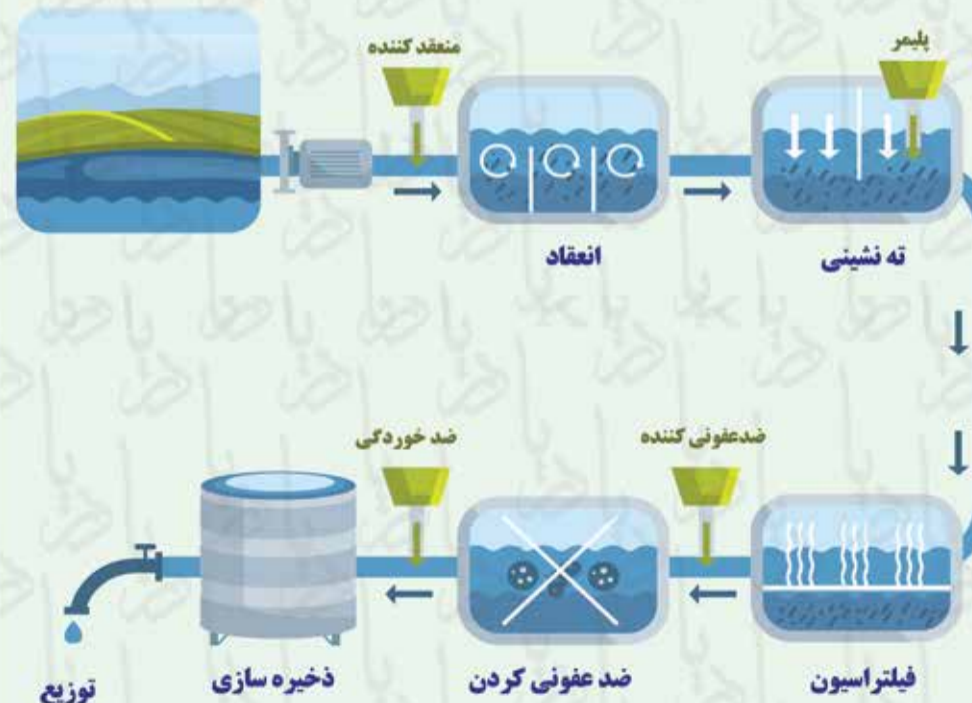 منعقد کننده
پلیمر
انعقاد
ته نشینی
ضدعفونی کننده
ضد خوردگی
فیلتراسیون
ضد عفونی کردن
ذخیره سازی
توزیع